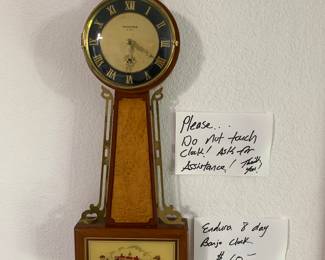 Please...
Do not touch
Clock! Ask for
Assistance! Thank
You!
Endura 8 day
Banjo Clock
$